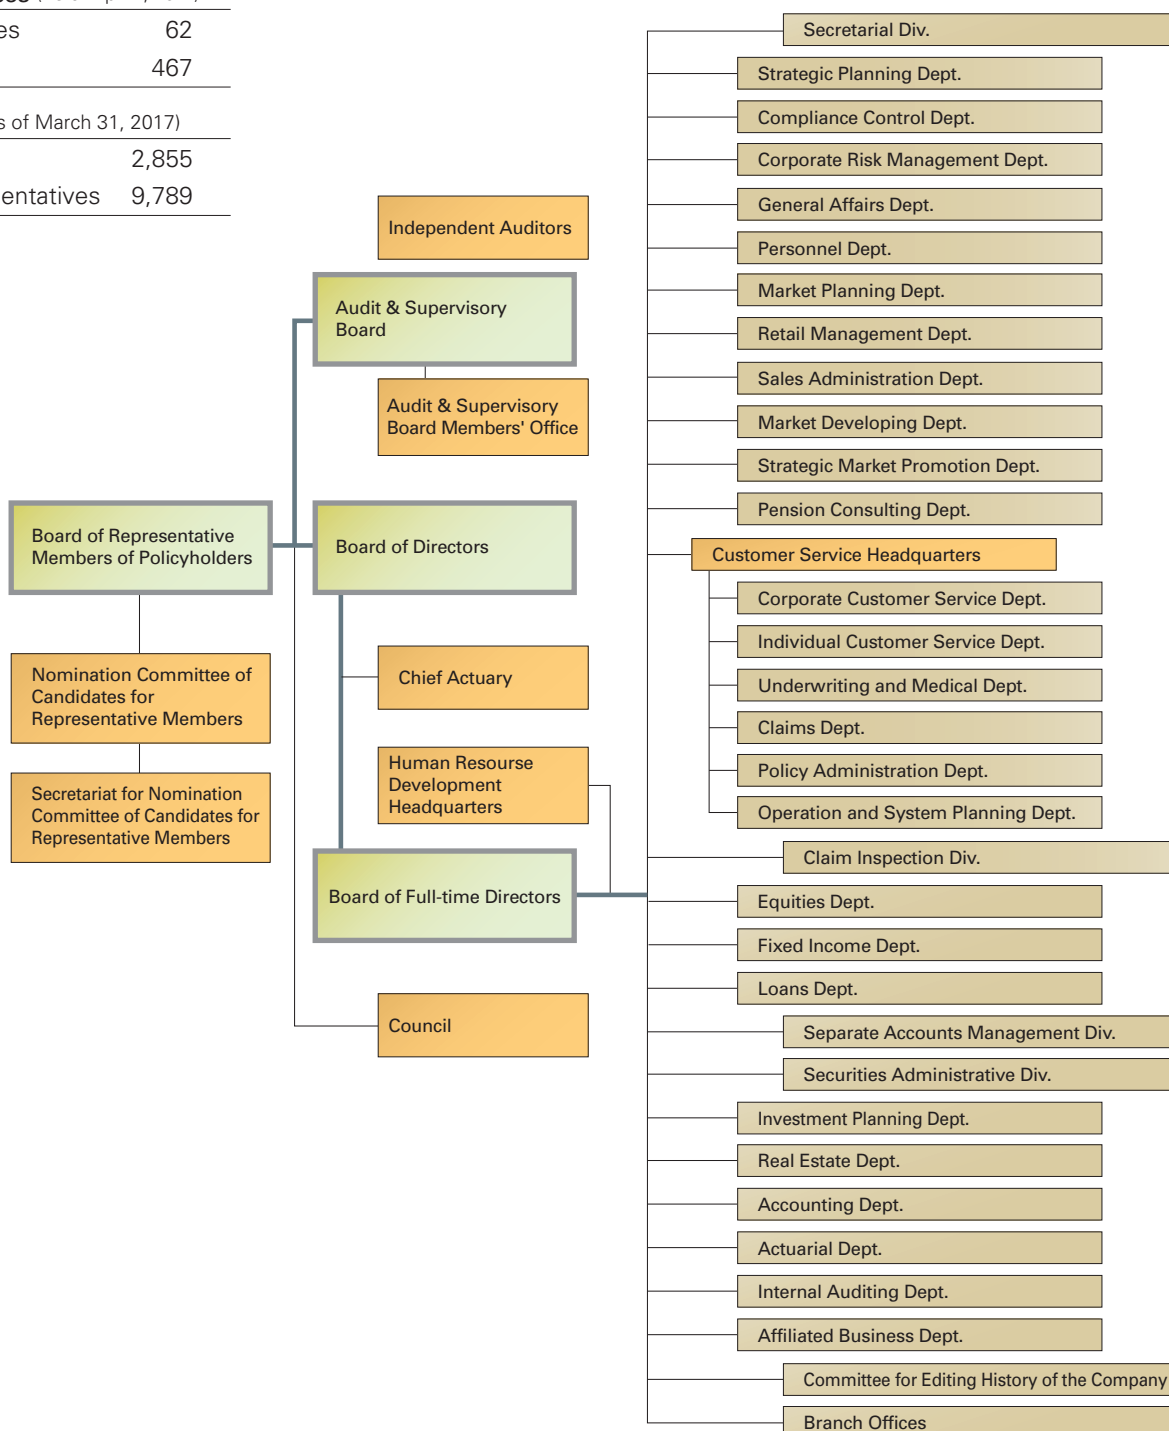 62
467
s of March 31, 2017)
2,855
9,789
Independent Auditors
Audit & Supervisory
Board
Audit & Supervisory
Board Members' Office
Board of Representative
Members of Policyholders
Board of Directors
Nomination Committee of
Candidates for
Representative Members
Chief Actuary
Secretariat for Nomination
Committee of Candidates for
Representative Members
Human Resourse
Development
Headquarters
Board of Full-time Directors
Council
Secretarial Div.
Strategic Planning Dept.
Compliance Control Dept.
Corporate Risk Management Dept.
General Affairs Dept.
Personnel Dept.
Market Planning Dept.
Retail Management Dept.
Sales Administration Dept.
Market Developing Dept.
Strategic Market Promotion Dept.
Pension Consulting Dept.
Customer Service Headquarters
Corporate Customer Service Dept.
Individual Customer Service Dept.
Underwriting and Medical Dept.
Claims Dept.
Policy Administration Dept.
Operation and System Planning Dept.
Claim Inspection Div.
Equities Dept.
Fixed Income Dept.
Loans Dept.
Separate Accounts Management Div.
Securities Administrative Div.
Investment Planning Dept.
Real Estate Dept.
Accounting Dept.
Actuarial Dept.
Internal Auditing Dept.
Affiliated Business Dept.
Committee for Editing History of the Company
Branch Offices